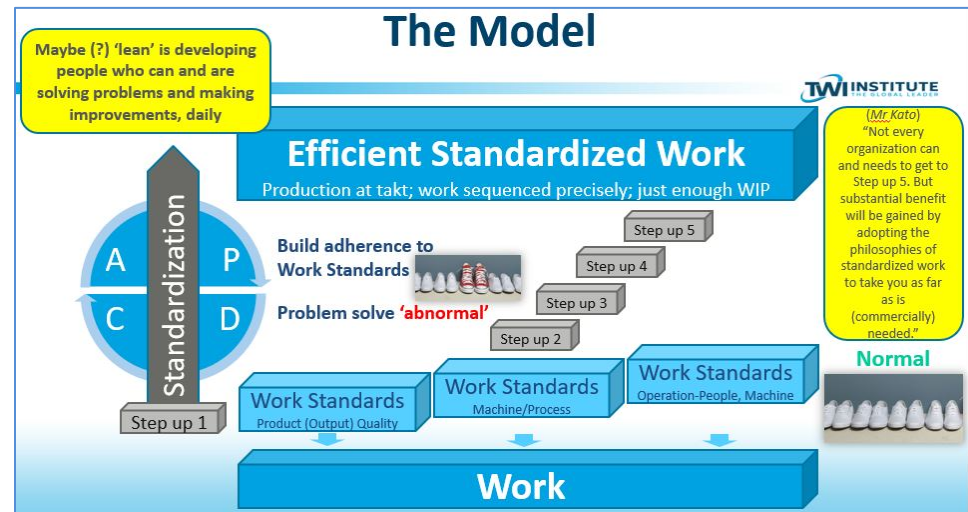 The Model
Maybe (?) ‘lean’ is developing
people who can and are
solving problems and making
improvements, daily
TWI INSTITUTE
THE GLOBAL LEADER
Efficient Standardized Work
Production at takt; work sequenced precisely; just enough WIP
(Mr Kato)
“Not every
organization can
and needs to get to
Step up 5. But
substantial benefit
will be gained by
adopting the
philosophies of
standardized work
to take you as far
as is
(commercially)
needed.”
Standardization
A
P
C
D
Build adherence to
Work Standards
Problem solve ‘abnormal’
Step up 5
Step up 4
Step up 3
Step up 2
Step up 1
Normal
Work Standards
Product (Output) Quality
Work Standards
Machine/Process
Work Standards
Operation-People, Machine
Work